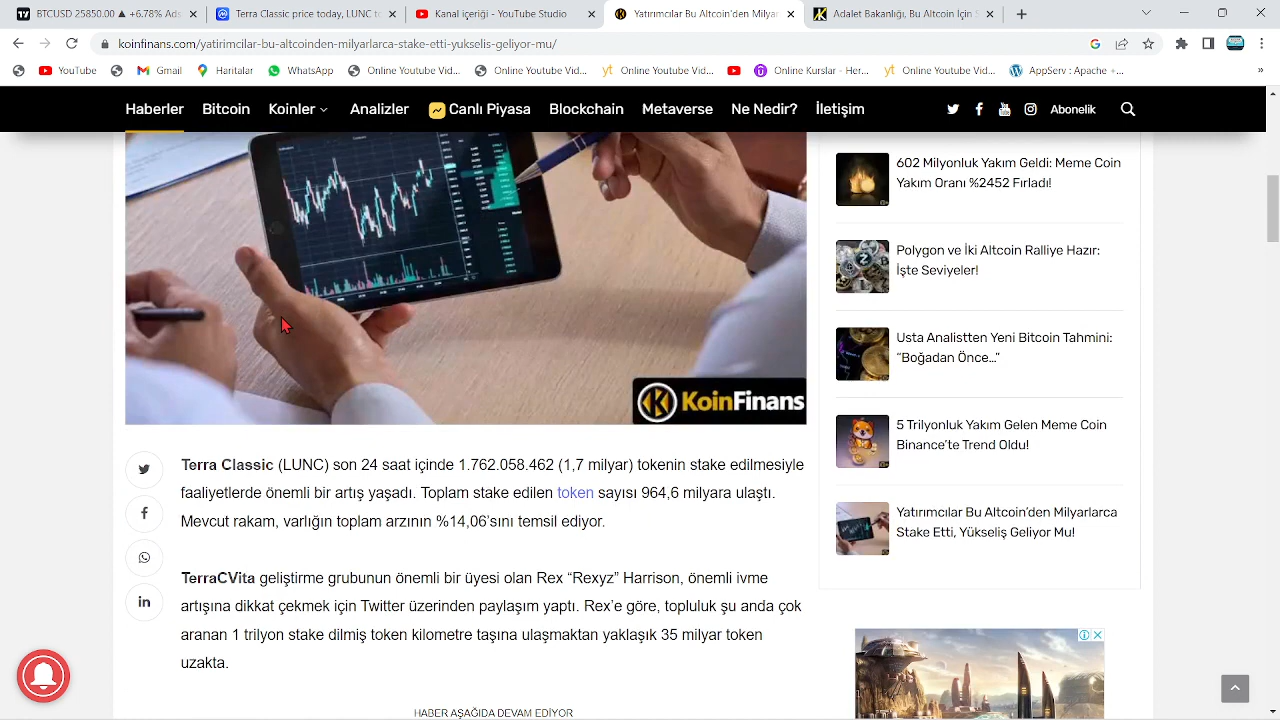 BTCUSD 25850.00 ▲ +6.78% Ads
Terra Classic price today, LUNC to
Kanal içeriği - YouTube Studio
Yatırımcılar Bu Altcoin'den Milyar
Adalet Bakanlığı, Bu Altcoin İçin S
koinfinans.com/yatirimcilar-bu-altcoinden-milyarlarca-stake-etti-yukselis-geliyor-mu/
YouTube
Gmail
Haritalar
WhatsApp
Online Youtube Vid...
Online Youtube Vid...
Online Youtube Vid...
Online Kurslar - Her...
Online Youtube Vid...
AppServ : Apache +...
Haberler
Bitcoin
Koinler
Analizler
Canlı Piyasa
Blockchain
Metaverse
Ne Nedir?
İletişim
Abonelik
KoinFinans
Terra Classic (LUNC) son 24 saat içinde 1.762.058.462 (1,7 milyar) tokenin stake edilmesiyle
faaliyetlerde önemli bir artış yaşadı. Toplam stake edilen token sayısı 964,6 milyara ulaştı.
Mevcut rakam, varlığın toplam arzının %14,06'sını temsil ediyor.
TerraCVita geliştirme grubunun önemli bir üyesi olan Rex “Rexyz” Harrison, önemli ivme
artışına dikkat çekmek için Twitter üzerinden paylaşım yaptı. Rex'e göre, topluluk şu anda çok
aranan 1 trilyon stake dilmiş token kilometre taşına ulaşmaktan yaklaşık 35 milyar token
uzakta.
HABER AŞAĞIDA DEVAM EDİYOR
602 Milyonluk Yakım Geldi: Meme Coin
Yakım Oranı %2452 Fırladı!
Polygon ve İki Altcoin Ralliye Hazır:
İşte Seviyeler!
Usta Analistten Yeni Bitcoin Tahmini:
“Boğadan Önce…”
5 Trilyonluk Yakım Gelen Meme Coin
Binance'te Trend Oldu!
Yatırımcılar Bu Altcoin'den Milyarlarca
Stake Etti, Yükseliş Geliyor Mu!